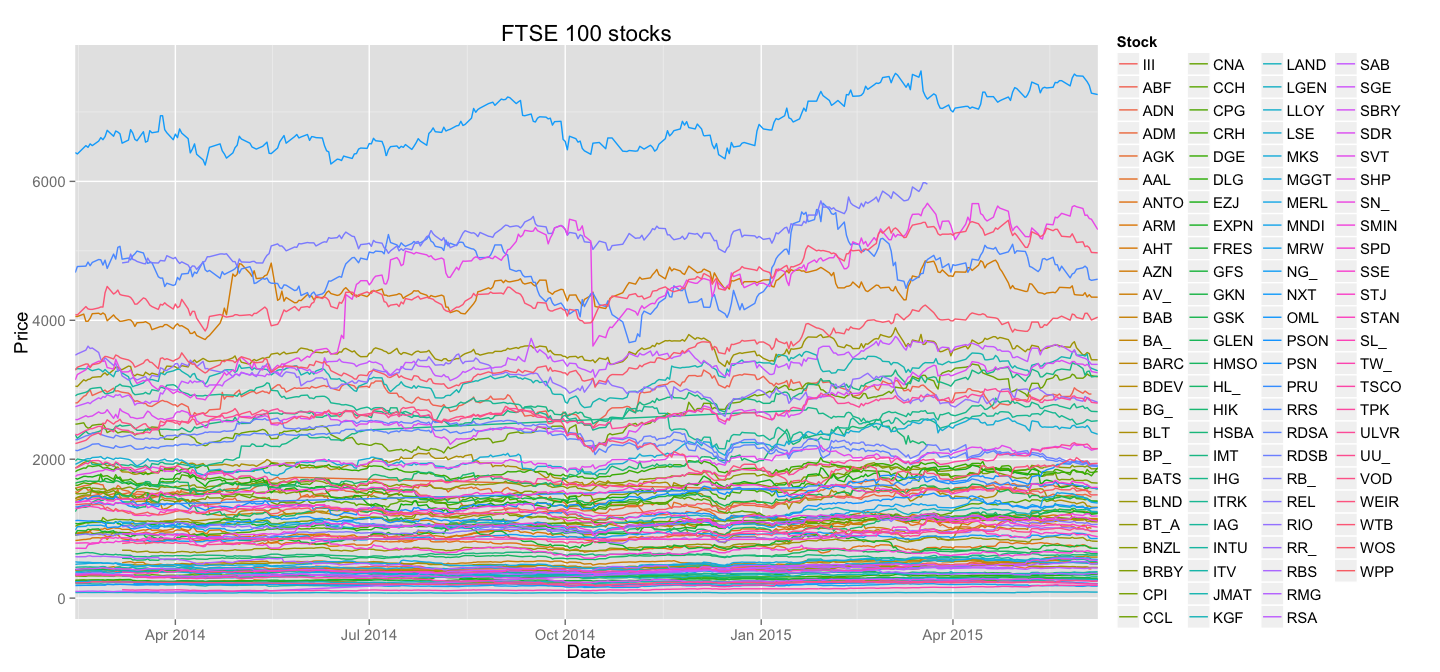 FTSE 100 stocks
Price
6000
4000
2000
0
Apr 2014
Jul 2014
Oct 2014
Jan 2015
Apr 2015
Date
Stock
III
ABF
ADN
ADM
AGK
AAL
ANTO
ARM
AHT
AZN
AV_
BAB
BA_
BARC
BDEV
BG_
BLT
BP_
BATS
BLND
BT_A
BNZL
BRBY
CPI
CCL
CNA
CCH
CPG
CRH
DGE
DLG
EZJ
EXPN
FRES
GFS
GKN
GSK
GLEN
HMSO
HL_
HIK
HSBA
IMT
IHG
ITRK
IAG
INTU
ITV
JMAT
KGF
LAND
LGEN
LLOY
LSE
MKS
MGGT
MERL
MNDI
MRW
NG_
NXT
OML
PSON
PSN
PRU
RRS
RDSA
RDSB
RB_
REL
RIO
RR_
RBS
RMG
RSA
SAB
SGE
SBRY
SDR
SVT
SHP
SN_
SMIN
SPD
SSE
STJ
STAN
SL_
TW_
TSCO
TPK
ULVR
UU_
VOD
WEIR
WTB
WOS
WPP